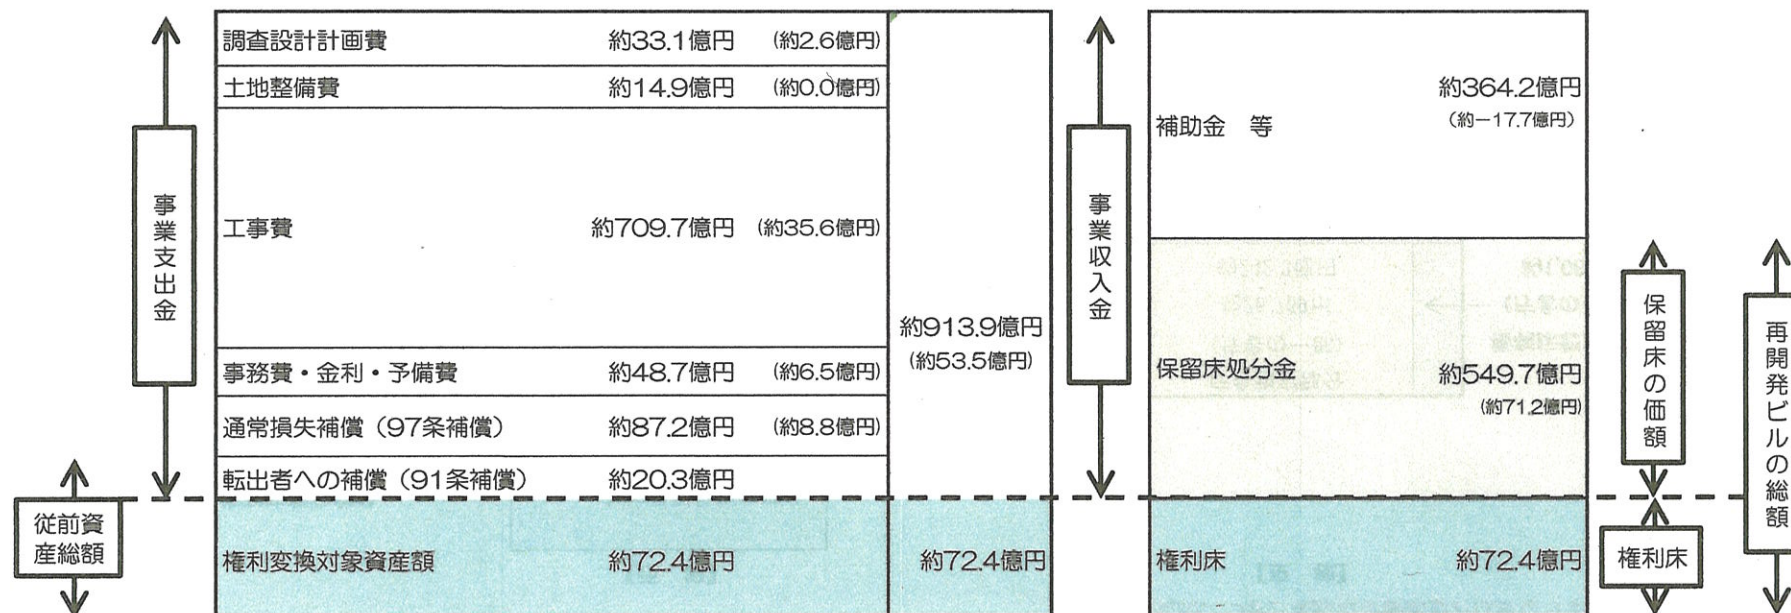 事業支出金
従前資
産総額
調査設計計画費 約33.1億円 (約2.6億円)
土地整備費 約14.9億円 (約0.0億円)
工事費 約709.7億円 (約35.6億円)
事務費・金利・予備費 約48.7億円 (約6.5億円)
通常損失補償(97条補償) 約87.2億円 (約8.8億円)
転出者への補償(91条補償) 約20.3億円
権利変換対象資産額 約72.4億円
約913.9億円
(約53.5億円)
約72.4億円
事業収入金
補助金 等 約364.2億円
(約-17.7億円)
保留床処分金 約549.7億円
(約71.2億円)
権利床 約72.4億円
保留床の価額
権利床
再開発ビルの総額